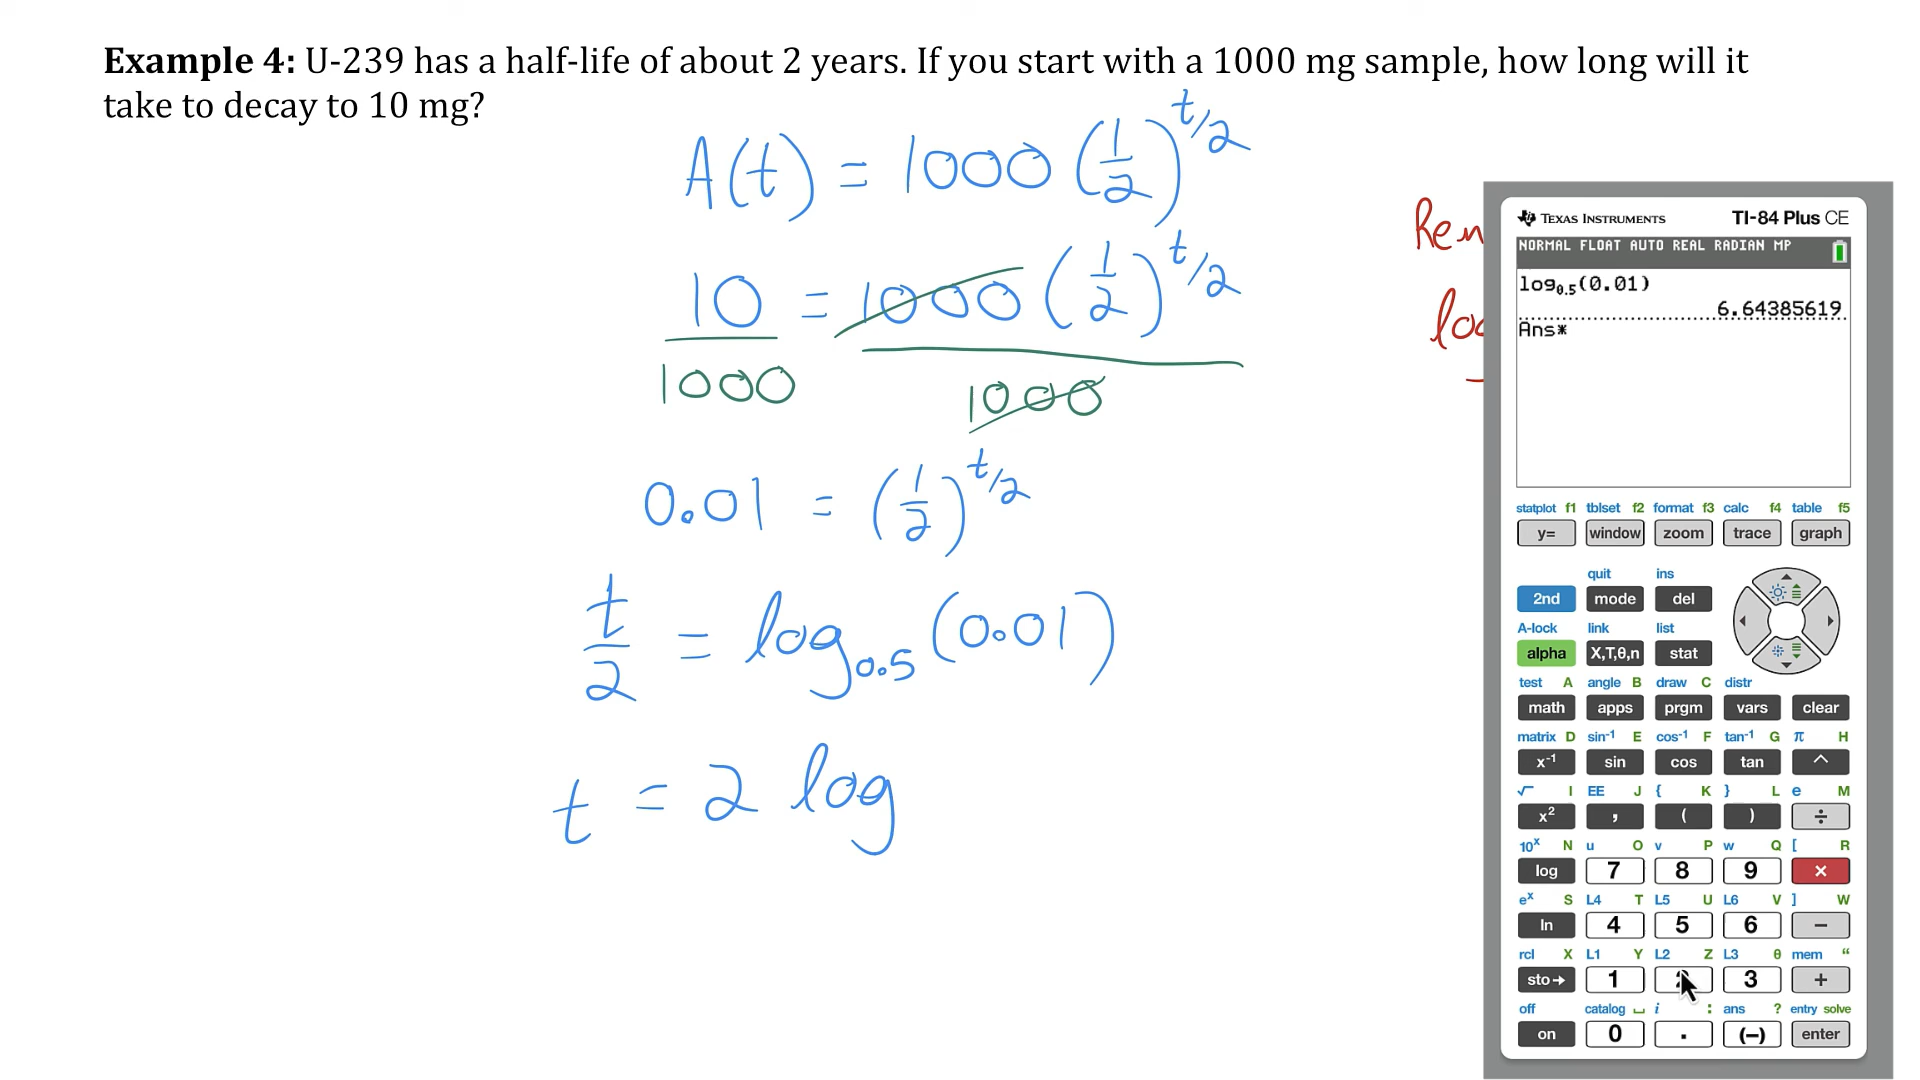 Example 4: U-239 has a half-life of about 2 years. If you start with a 1000 mg sample, how long will it
take to decay to 10 mg?
A(t) = 1000 (1/2)^t/2
10/1000 = 1000 (1/2)^t/2 / 1000
0.01 = (1/2)^t/2
t/2 = log0.5 (0.01)
t = 2 log
TEXAS INSTRUMENTS TI-84 Plus CE
NORMAL FLOAT AUTO REAL RADIAN MP
log0.5(0.01)
6.64385619
Ans*
statplot f1 tblset f2 format f3 calc f4 table f5
y= window zoom trace graph
quit ins
2nd mode del
A-lock link list
alpha X,T,θ,n stat
test A angle B draw C distr
math apps prgm vars clear
matrix D sin⁻¹ E cos⁻¹ F tan⁻¹ G π H
x⁻¹ sin cos tan ^
√ I EE J { K } L e M
x² , ( ) ÷
10ˣ N u O v P w Q [ R
log 7 8 9 ×
eˣ S L4 T L5 U L6 V ] W
ln 4 5 6 −
rcl X L1 Y L2 Z L3 θ mem “
sto→ 1 2 3 +
off catalog ⎵ i : ans ? entry solve
on 0 . (−) enter